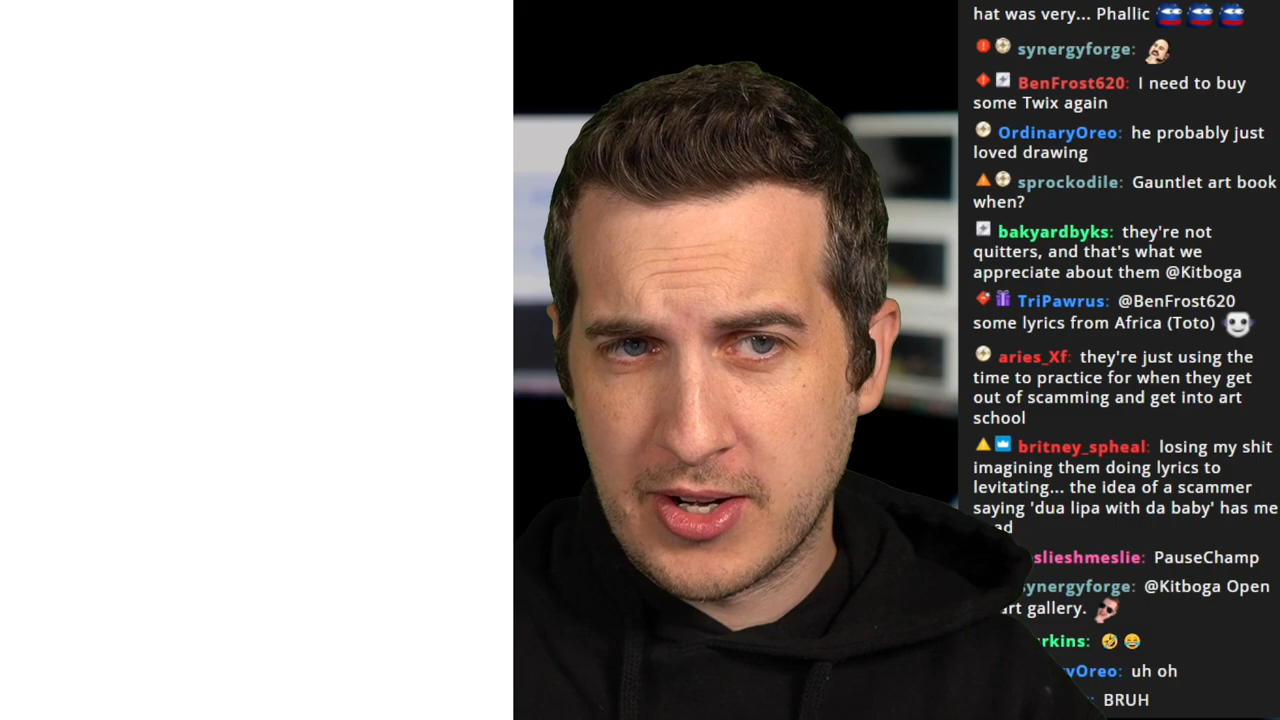 hat was very... Phallic
synergyforge:
BenFrost620: I need to buy
some Twix again
OrdinaryOreo: he probably just
loved drawing
sprockodile: Gauntlet art book
when?
bakyardbyks: they're not
quitters, and that's what we
appreciate about them @Kitboga
TriPawrus: @BenFrost620
some lyrics from Africa (Toto)
aries_Xf: they're just using the
time to practice for when they get
out of scamming and get into art
school
britney_spheal: losing my shit
imagining them doing lyrics to
levitating... the idea of a scammer
saying 'dua lipa with da baby' has me
ad
slieshmeslie: PauseChamp
synergyforge: @Kitboga Open
art gallery.
rkins: 🤣 😂
yOreo: uh oh
: BRUH